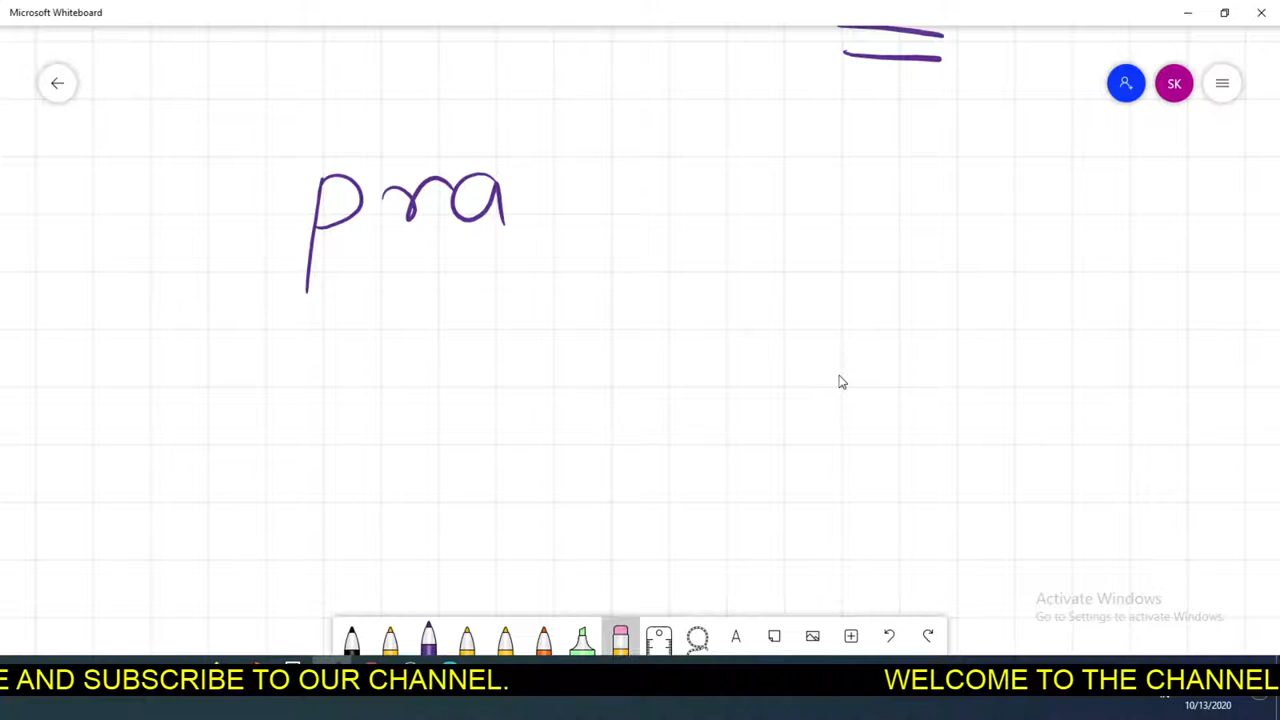 Microsoft Whiteboard
SK
pra
A
Activate Windows
Go to Settings to activate Windows.
E AND SUBSCRIBE TO OUR CHANNEL. WELCOME TO THE CHANNEL
10/13/2020